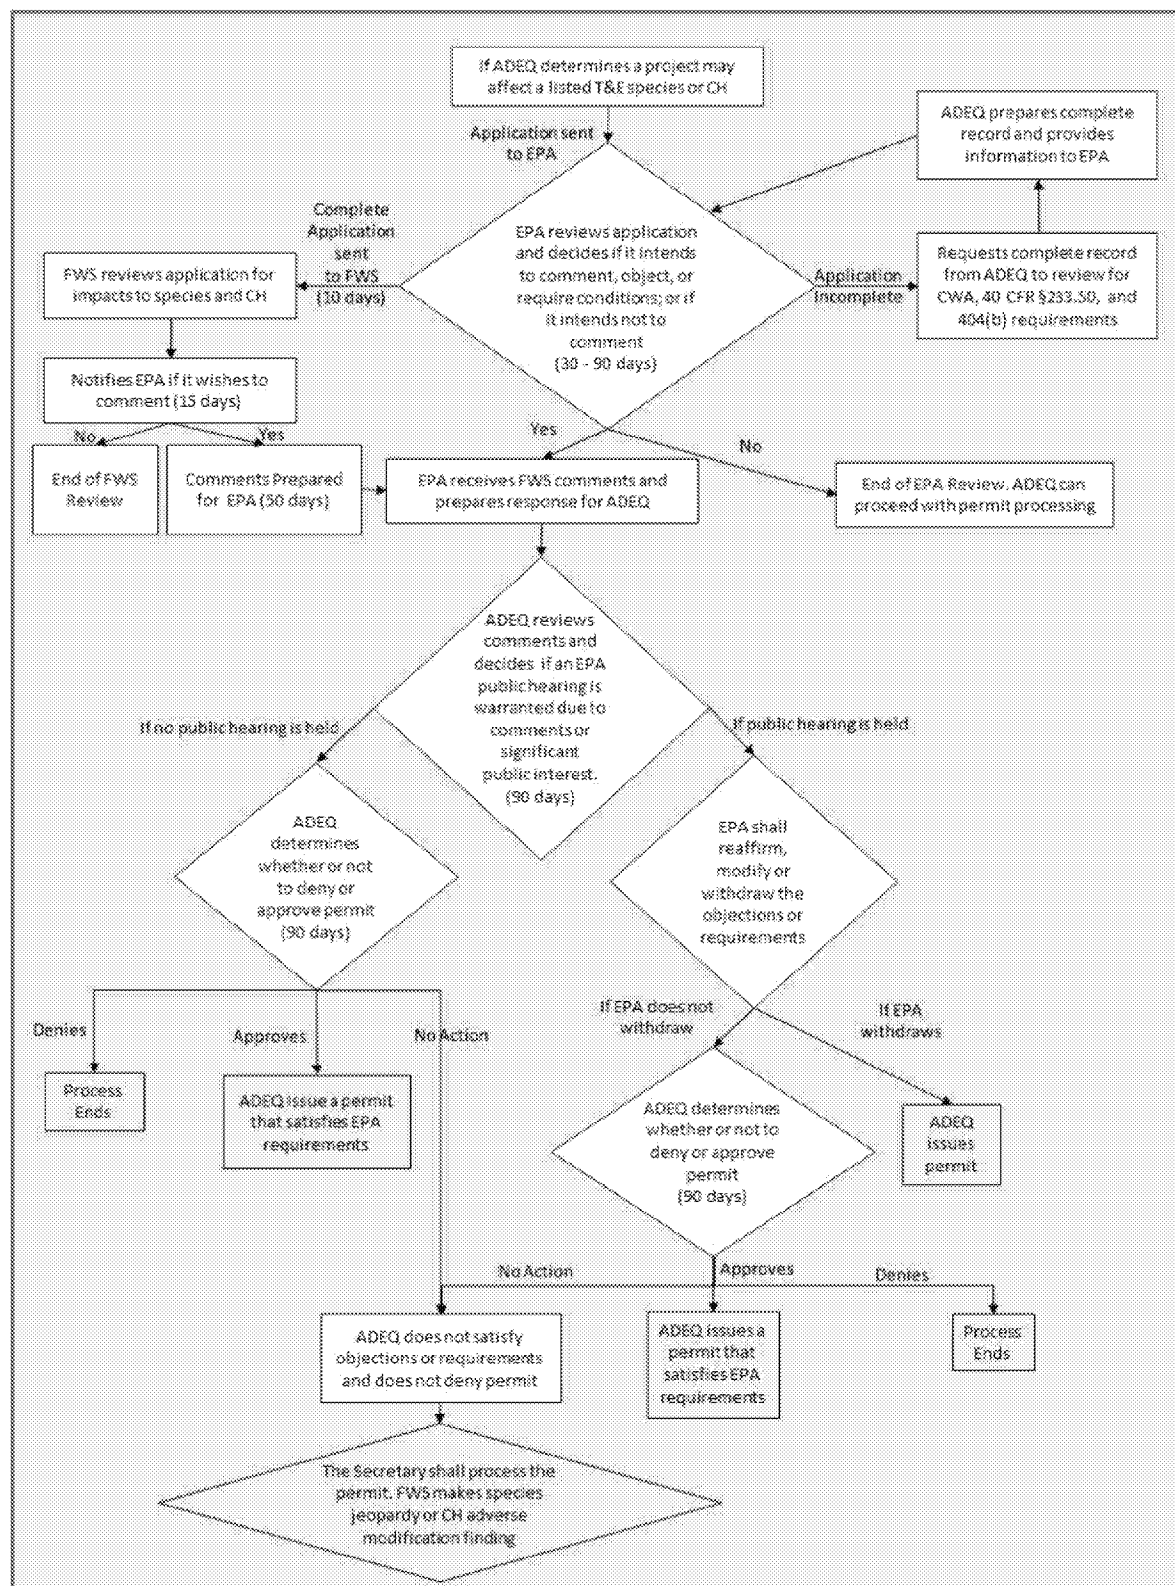 If ADEQ determines a project may
affect a listed T&E species or CH
Application sent
to EPA
ADEQ prepares complete
record and provides
information to EPA
Complete
Application
sent
to FWS
(10 days)
EPA reviews application
and decides if it intends
to comment, object, or
require conditions; or if
it intends not to
comment
(30 - 90 days)
Application
Incomplete
Requests complete record
from ADEQ to review for
CWA, 40 CFR §233.50, and
404(b) requirements
FWS reviews application for
impacts to species and CH
Notifies EPA if it wishes to
comment (15 days)
No
Yes
Yes
No
End of FWS
Review
Comments Prepared
for EPA (50 days)
EPA receives FWS comments and
prepares response for ADEQ
End of EPA Review. ADEQ can
proceed with permit processing
ADEQ reviews
comments and
decides if an EPA
public hearing is
warranted due to
comments or
significant
public interest.
(90 days)
If no public hearing is held
If public hearing is held
ADEQ
determines
whether or not
to deny or
approve permit
(90 days)
EPA shall
reaffirm,
modify or
withdraw the
objections or
requirements
Denies
Approves
No Action
If EPA does not
withdraw
If EPA
withdraws
Process
Ends
ADEQ issue a permit
that satisfies EPA
requirements
ADEQ determines
whether or not to
deny or approve
permit
(90 days)
ADEQ
issues
permit
No Action
Approves
Denies
ADEQ does not satisfy
objections or requirements
and does not deny permit
ADEQ issues a
permit that
satisfies EPA
requirements
Process
Ends
The Secretary shall process the
permit. FWS makes species
jeopardy or CH adverse
modification finding